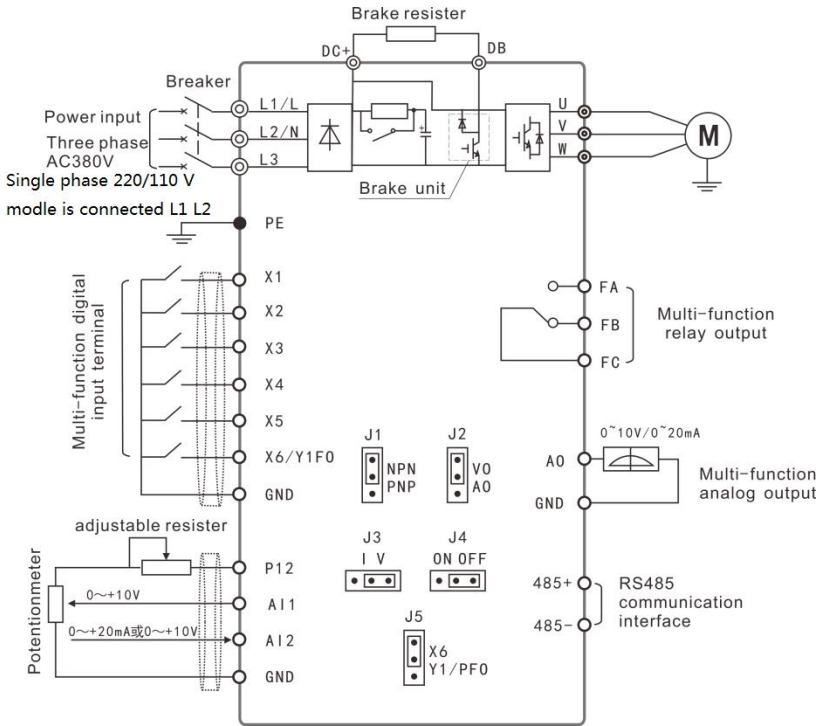 Brake resister
DC+
DB
Breaker
Power input
Three phase
AC380V
Single phase 220/110 V
modle is connected L1 L2
L1/L
L2/N
L3
+
Brake unit
U
V
W
M
PE
Multi-function digital
input terminal
X1
X2
X3
X4
X5
X6/Y1F0
GND
FA
FB
FC
Multi-function
relay output
J1
NPN
PNP
J2
VO
AO
0~10V/0~20mA
AO
GND
Multi-function
analog output
J3
I V
J4
ON OFF
J5
X6
Y1/PFO
485+
485-
RS485
communication
interface
adjustable resister
Potentionmeter
0～+10V
0～+20mA或0～+10V
P12
AI1
AI2
GND